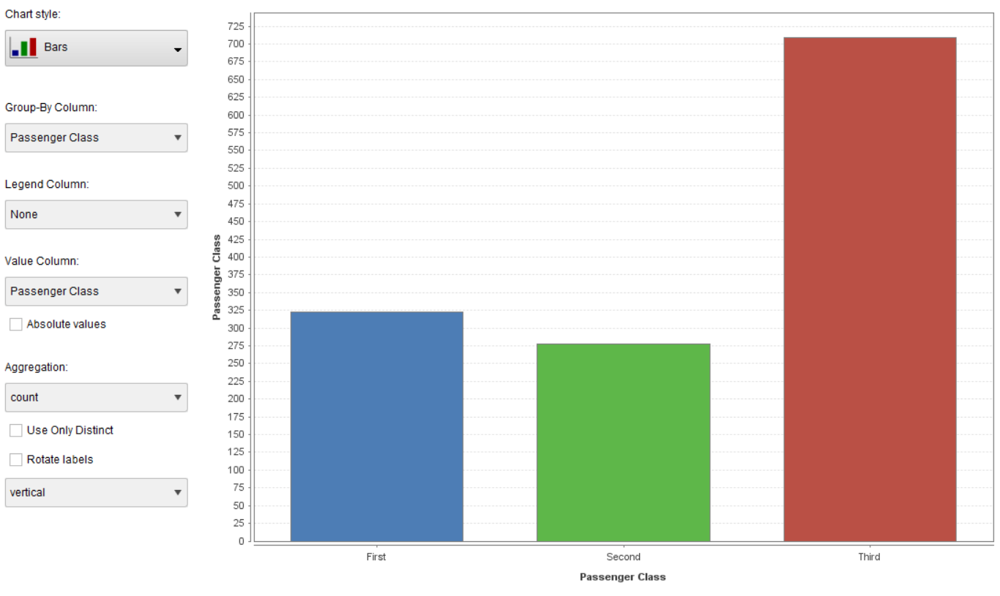 Chart style:
Bars
Group-By Column:
Passenger Class
Legend Column:
None
Value Column:
Passenger Class
Absolute values
Aggregation:
count
Use Only Distinct
Rotate labels
vertical
Passenger Class
725
700
675
650
625
600
575
550
525
500
475
450
425
400
375
350
325
300
275
250
225
200
175
150
125
100
75
50
25
0
First Second Third
Passenger Class